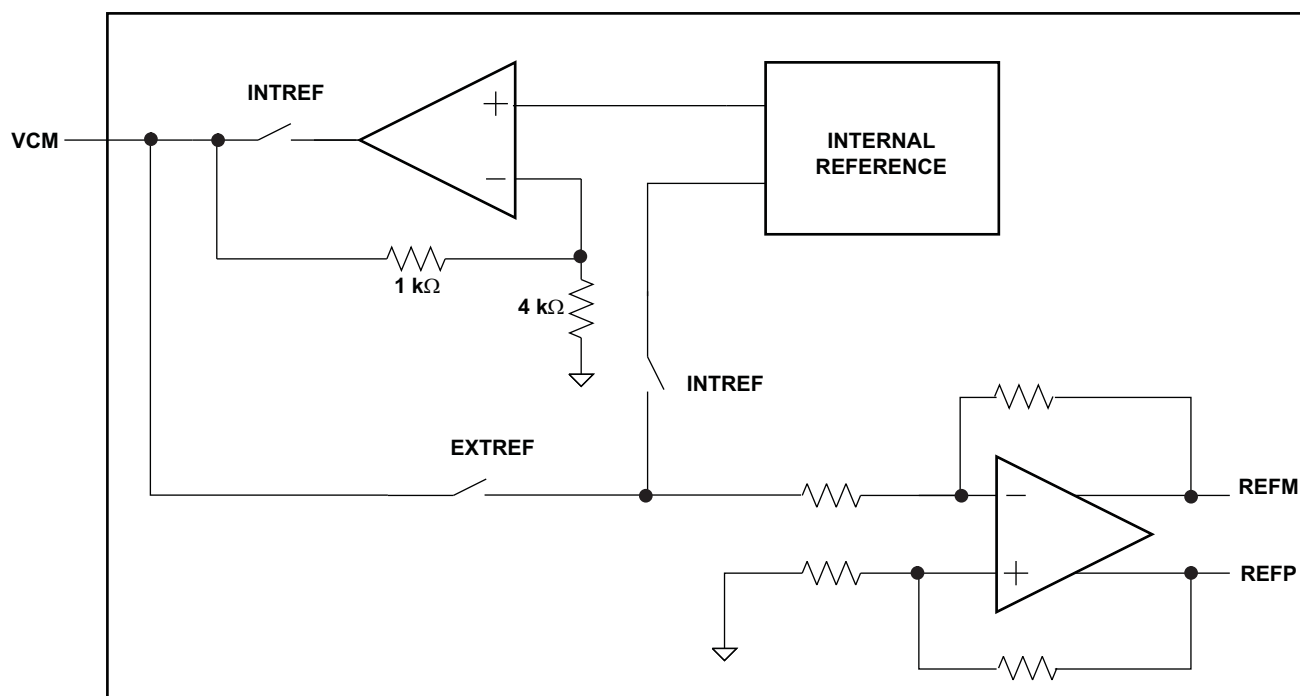 INTREF
VCM
INTERNAL
REFERENCE
+
−
1 kΩ
4 kΩ
INTREF
EXTREF
−
REFM
+
REFP